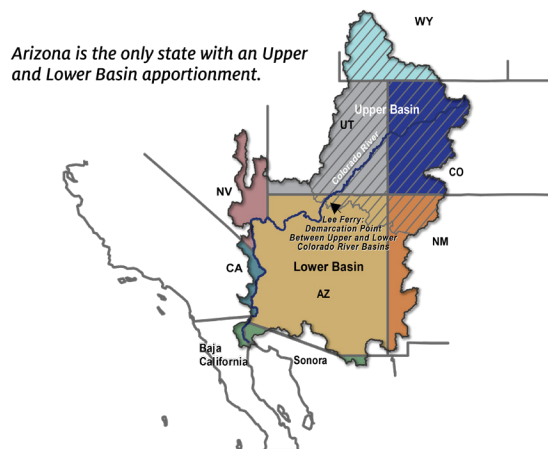 Arizona is the only state with an Upper
and Lower Basin apportionment.
WY
Upper Basin
UT
Colorado River
CO
NV
Lee Ferry:
Demarcation Point
Between Upper and Lower
Colorado River Basins
NM
CA
Lower Basin
AZ
Baja
California
Sonora